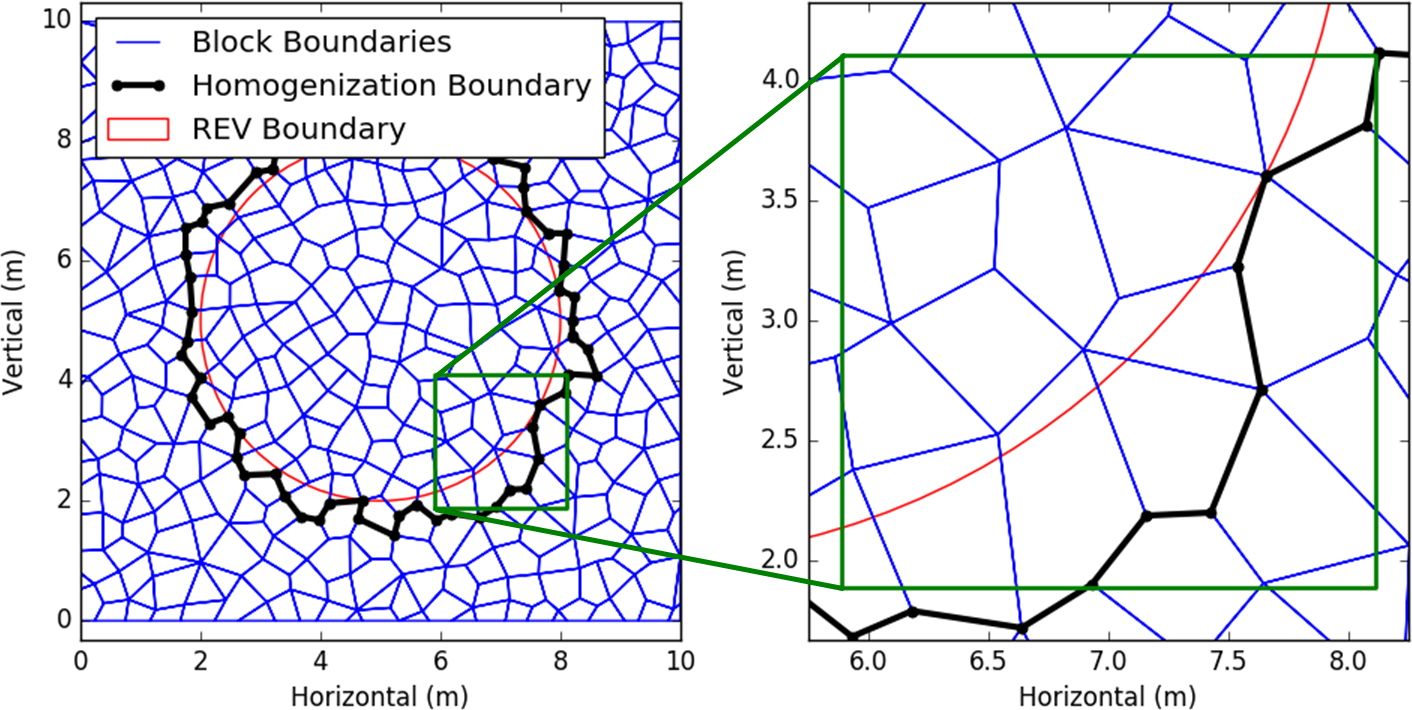 Block Boundaries
Homogenization Boundary
REV Boundary
10
8
6
4
2
0
Vertical (m)
0 2 4 6 8 10
Horizontal (m)
4.0
3.5
3.0
2.5
2.0
Vertical (m)
6.0 6.5 7.0 7.5 8.0
Horizontal (m)